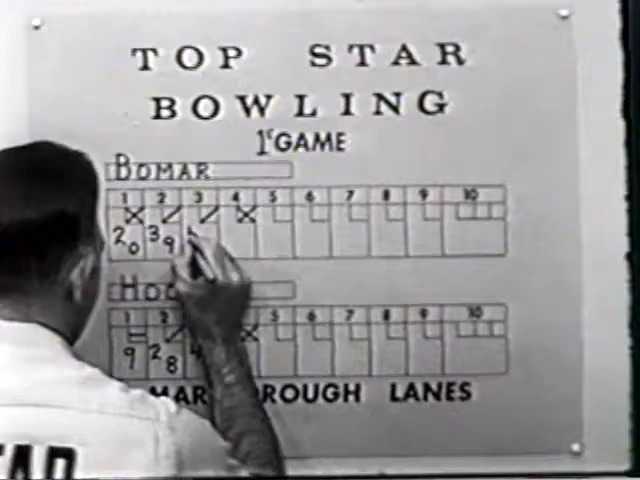 TOP STAR
BOWLING
1st GAME
BOMAR
1 2 3 4 5 6 7 8 9 10
20 39
1 2 3 4 5 6 7 8 9 10
9 28
LANES